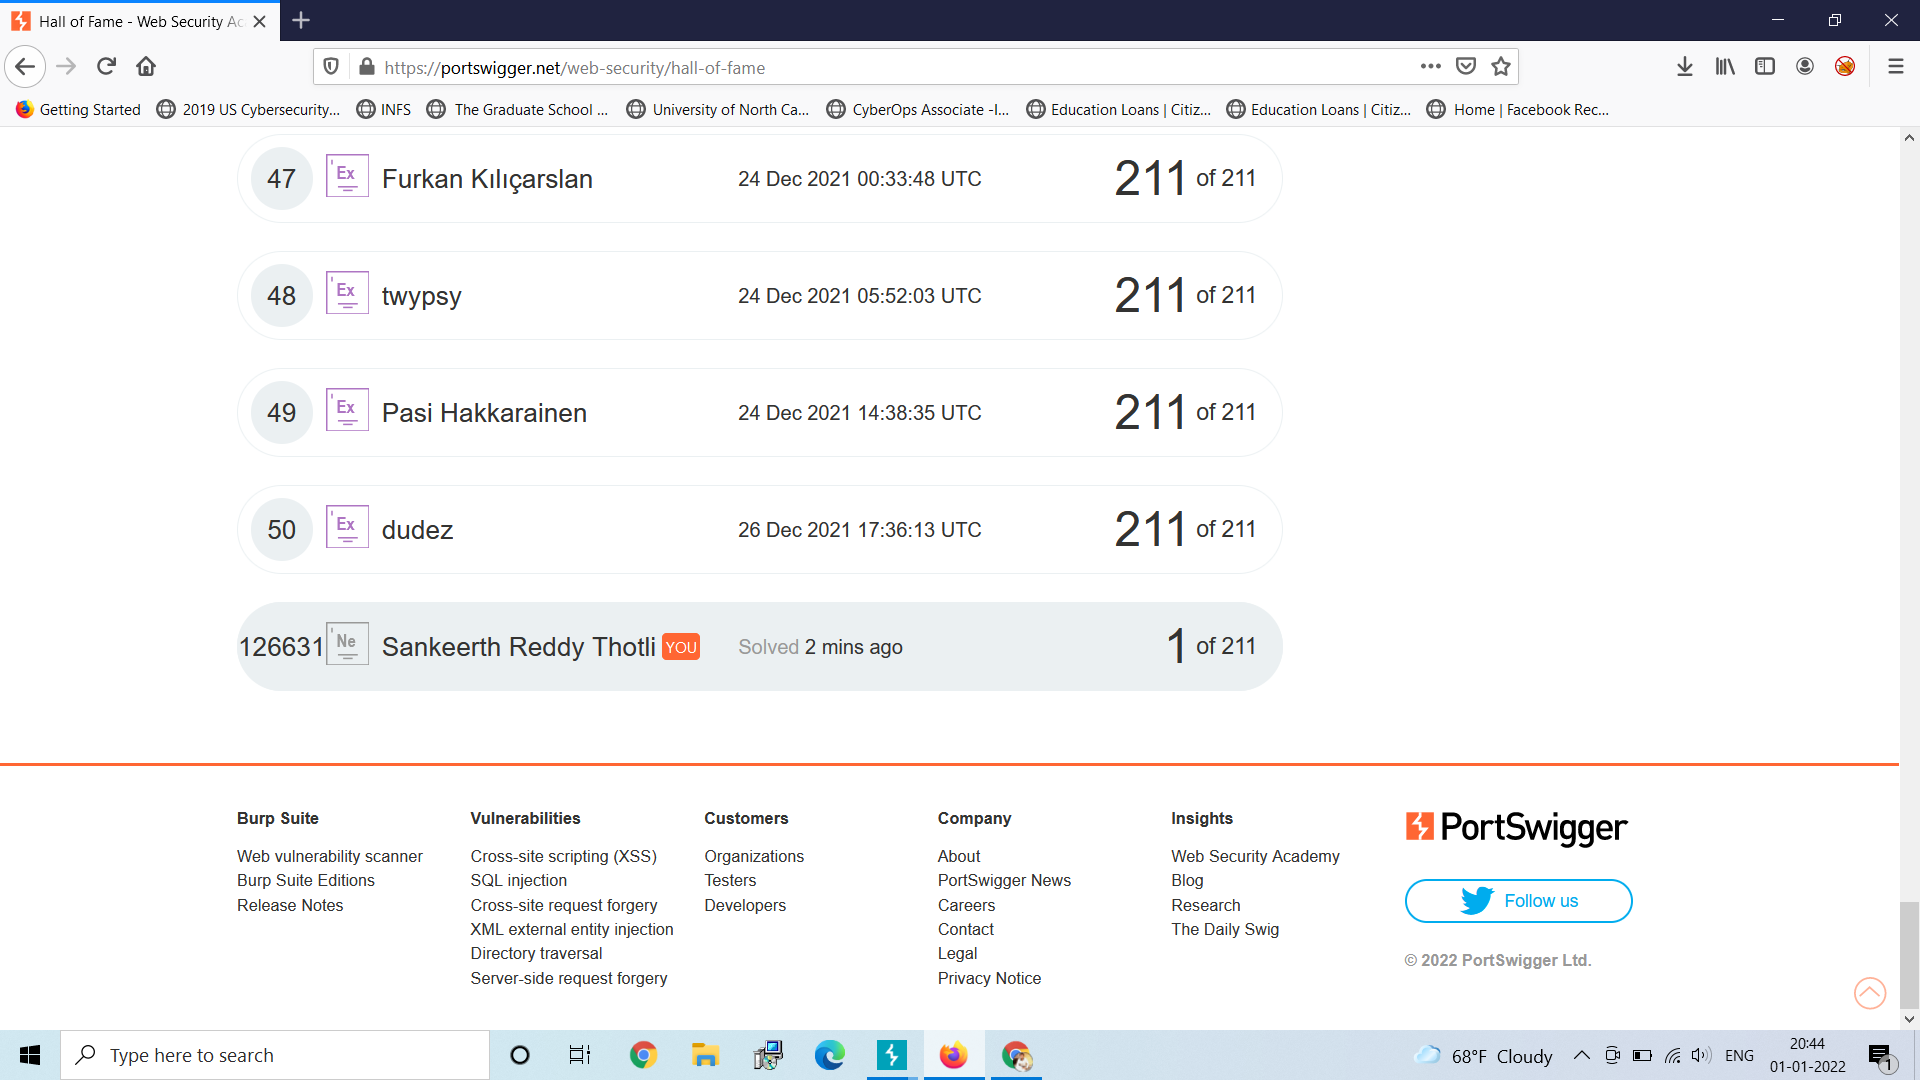 Hall of Fame - Web Security Ac
https://portswigger.net/web-security/hall-of-fame
Getting Started 2019 US Cybersecurity... INFS The Graduate School ... University of North Ca... CyberOps Associate -I... Education Loans | Citiz... Education Loans | Citiz... Home | Facebook Rec...
47 Ex Furkan Kılıçarslan 24 Dec 2021 00:33:48 UTC 211 of 211
48 Ex twypsy 24 Dec 2021 05:52:03 UTC 211 of 211
49 Ex Pasi Hakkarainen 24 Dec 2021 14:38:35 UTC 211 of 211
50 Ex dudez 26 Dec 2021 17:36:13 UTC 211 of 211
126631 Ne Sankeerth Reddy Thotli YOU Solved 2 mins ago 1 of 211
Burp Suite
Web vulnerability scanner
Burp Suite Editions
Release Notes
Vulnerabilities
Cross-site scripting (XSS)
SQL injection
Cross-site request forgery
XML external entity injection
Directory traversal
Server-side request forgery
Customers
Organizations
Testers
Developers
Company
About
PortSwigger News
Careers
Contact
Legal
Privacy Notice
Insights
Web Security Academy
Blog
Research
The Daily Swig
PortSwigger
Follow us
© 2022 PortSwigger Ltd.
Type here to search
68°F Cloudy
ENG
20:44
01-01-2022
1